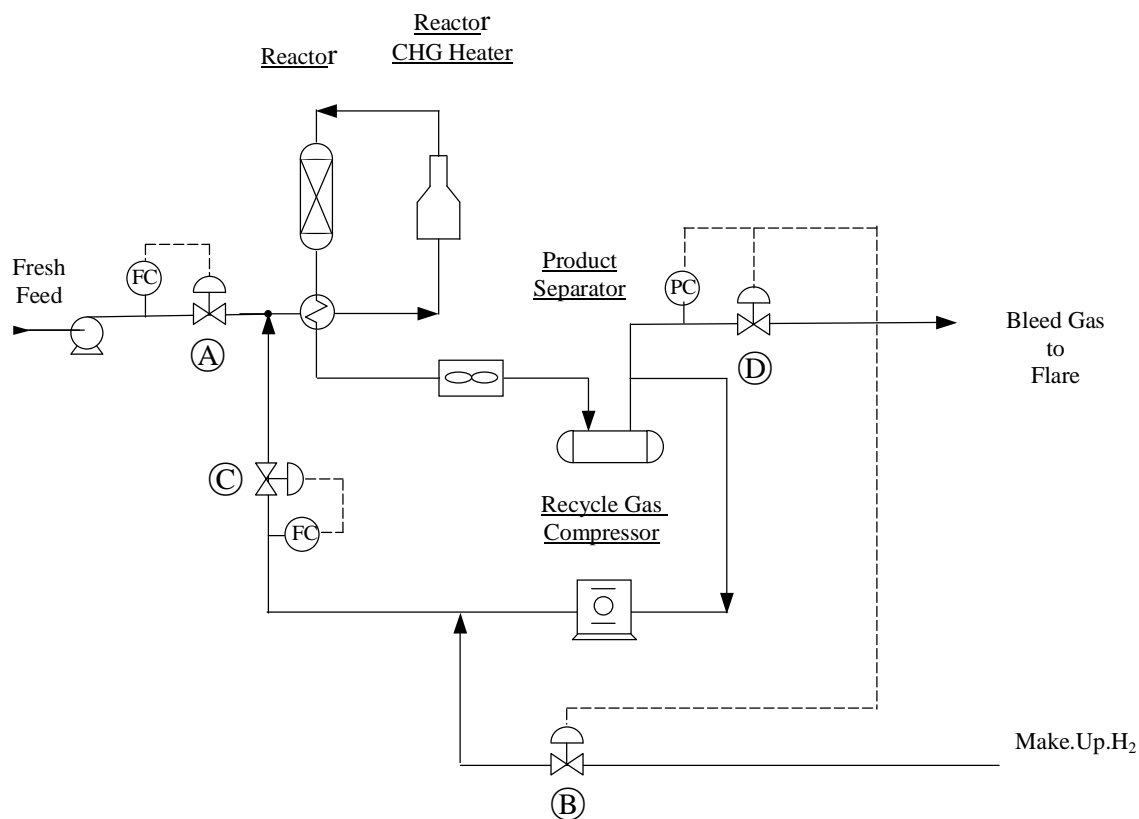 Reactor
Reactor
CHG Heater
Fresh
Feed
FC
A
Product
Separator
PC
D
Bleed Gas
to
Flare
C
FC
Recycle Gas
Compressor
Make.Up.H₂
B